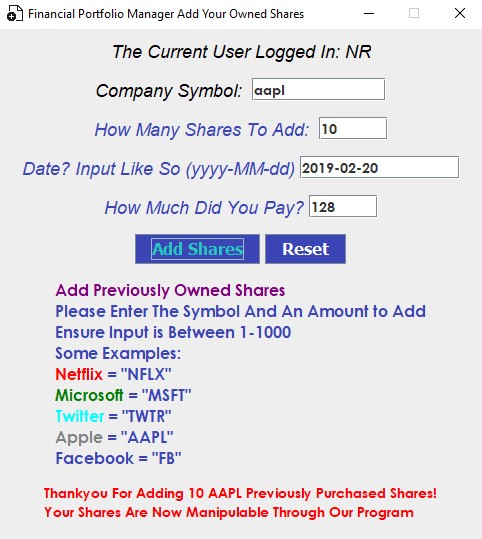 Financial Portfolio Manager Add Your Owned Shares
The Current User Logged In: NR
Company Symbol: aapl
How Many Shares To Add: 10
Date? Input Like So (yyyy-MM-dd) 2019-02-20
How Much Did You Pay? 128
Add Shares Reset
Add Previously Owned Shares
Please Enter The Symbol And An Amount to Add
Ensure Input is Between 1-1000
Some Examples:
Netflix = "NFLX"
Microsoft = "MSFT"
Twitter = "TWTR"
Apple = "AAPL"
Facebook = "FB"
Thankyou For Adding 10 AAPL Previously Purchased Shares!
Your Shares Are Now Manipulable Through Our Program